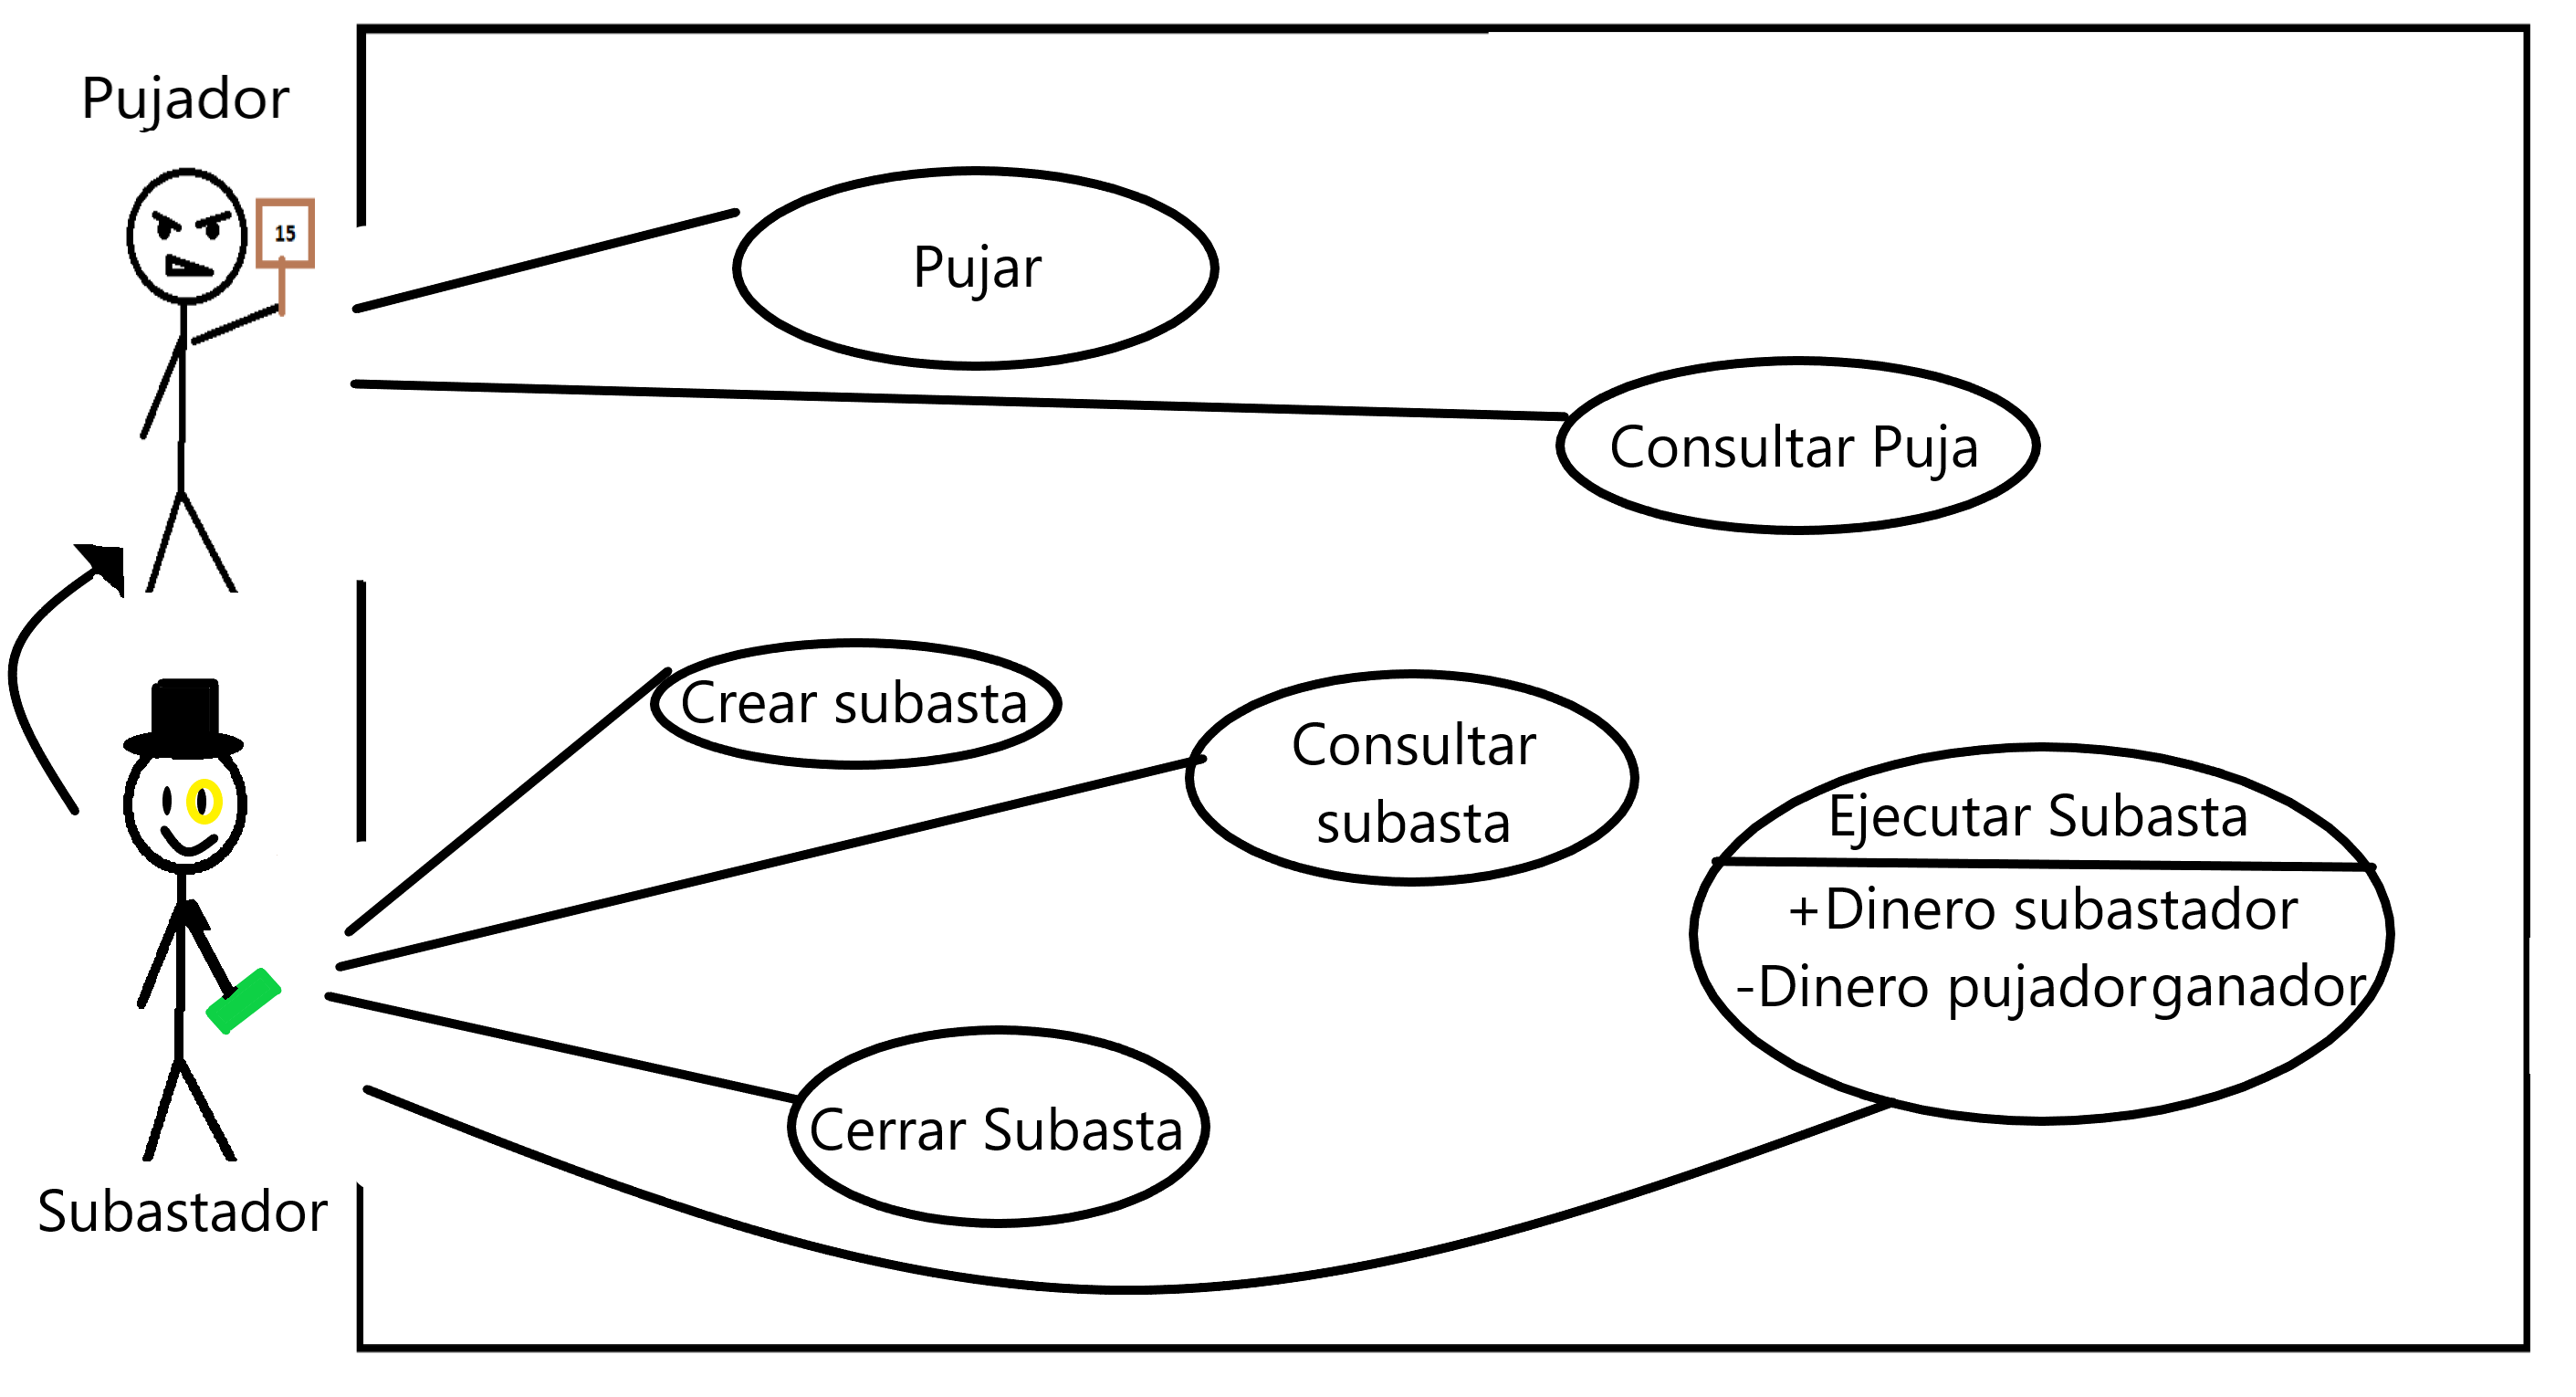 Pujador
15
Pujar
Consultar Puja
Crear subasta
Consultar
subasta
Ejecutar Subasta
+Dinero subastador
-Dinero pujadorganador
Cerrar Subasta
Subastador